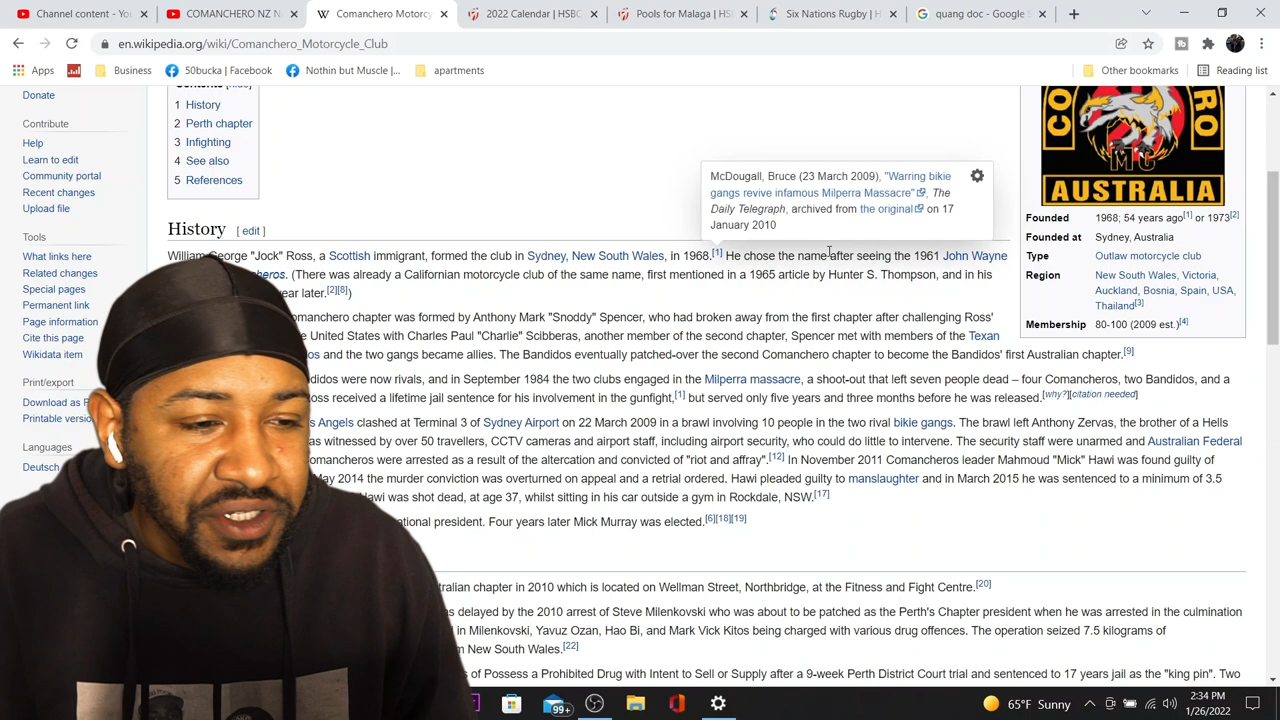 Channel content - YouTube
COMANCHERO NZ N
Comanchero Motorcy
2022 Calendar | HSBC
Pools for Malaga | HSB
Six Nations Rugby | H
quang doc - Google S
en.wikipedia.org/wiki/Comanchero_Motorcycle_Club
Apps
Business
50bucka | Facebook
Nothin but Muscle |...
apartments
Other bookmarks
Reading list
Donate
Contribute
Help
Learn to edit
Community portal
Recent changes
Upload file
Tools
What links here
Related changes
Special pages
Permanent link
Page information
Cite this page
Wikidata item
Print/export
Download as P
Printable versio
Languages
Deutsch
Contents [hide]
1 History
2 Perth chapter
3 Infighting
4 See also
5 References
McDougall, Bruce (23 March 2009), "Warring bikie
gangs revive infamous Milperra Massacre", The
Daily Telegraph, archived from the original on 17
January 2010
History [ edit ]
William George "Jock" Ross, a Scottish immigrant, formed the club in Sydney, New South Wales, in 1968.[1] He chose the name after seeing the 1961 John Wayne
cheros. (There was already a Californian motorcycle club of the same name, first mentioned in a 1965 article by Hunter S. Thompson, and in his
year later.[2][8])
omanchero chapter was formed by Anthony Mark "Snoddy" Spencer, who had broken away from the first chapter after challenging Ross'
e United States with Charles Paul "Charlie" Scibberas, another member of the second chapter, Spencer met with members of the Texan
os and the two gangs became allies. The Bandidos eventually patched-over the second Comanchero chapter to become the Bandidos' first Australian chapter.[9]
didos were now rivals, and in September 1984 the two clubs engaged in the Milperra massacre, a shoot-out that left seven people dead – four Comancheros, two Bandidos, and a
oss received a lifetime jail sentence for his involvement in the gunfight,[1] but served only five years and three months before he was released.[why?][citation needed]
s Angels clashed at Terminal 3 of Sydney Airport on 22 March 2009 in a brawl involving 10 people in the two rival bikie gangs. The brawl left Anthony Zervas, the brother of a Hells
as witnessed by over 50 travellers, CCTV cameras and airport staff, including airport security, who could do little to intervene. The security staff were unarmed and Australian Federal
omancheros were arrested as a result of the altercation and convicted of "riot and affray".[12] In November 2011 Comancheros leader Mahmoud "Mick" Hawi was found guilty of
May 2014 the murder conviction was overturned on appeal and a retrial ordered. Hawi pleaded guilty to manslaughter and in March 2015 he was sentenced to a minimum of 3.5
Hawi was shot dead, at age 37, whilst sitting in his car outside a gym in Rockdale, NSW.[17]
ational president. Four years later Mick Murray was elected.[6][18][19]
tralian chapter in 2010 which is located on Wellman Street, Northbridge, at the Fitness and Fight Centre.[20]
s delayed by the 2010 arrest of Steve Milenkovski who was about to be patched as the Perth's Chapter president when he was arrested in the culmination
d in Milenkovski, Yavuz Ozan, Hao Bi, and Mark Vick Kitos being charged with various drug offences. The operation seized 7.5 kilograms of
m New South Wales.[22]
s of Possess a Prohibited Drug with Intent to Sell or Supply after a 9-week Perth District Court trial and sentenced to 17 years jail as the "king pin". Two
CO
RO
MC
AUSTRALIA
Founded 1968; 54 years ago[1] or 1973[2]
Founded at Sydney, Australia
Type Outlaw motorcycle club
Region New South Wales, Victoria,
Auckland, Bosnia, Spain, USA,
Thailand[3]
Membership 80-100 (2009 est.)[4]
99+
65°F Sunny
2:34 PM
1/26/2022